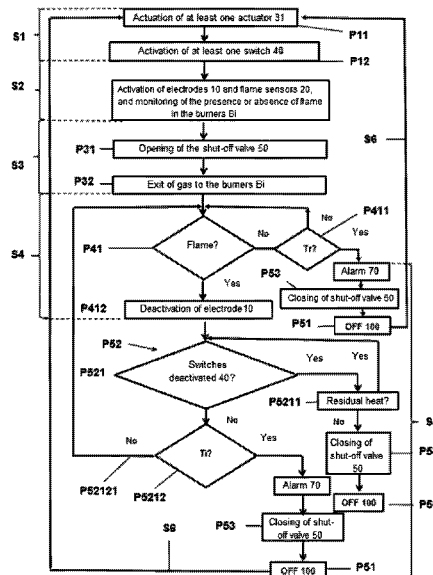 Actuation of at least one actuator 31
S1
P11
Activation of at least one switch 40
P12
S2
Activation of electrodes 10 and flame sensors 20,
and monitoring of the presence or absence of flame
in the burners Bi
P31
Opening of the shut-off valve 50
S6
S3
P32
Exit of gas to the burners Bi
No
P411
Yes
S4
P41
Flame?
No
Tr?
P53
Alarm 70
Yes
Closing of shut-off valve 50
P412
Deactivation of electrode 10
P51
OFF 100
P52
P521
Switches
deactivated 40?
Yes
Yes
P5211
Residual heat?
No
No
No
Yes
Closing of
shut-off valve
50
Ti?
P52121
P5212
Alarm 70
OFF 100
P53
Closing of shut-
off valve 50
S6
P51
OFF 100